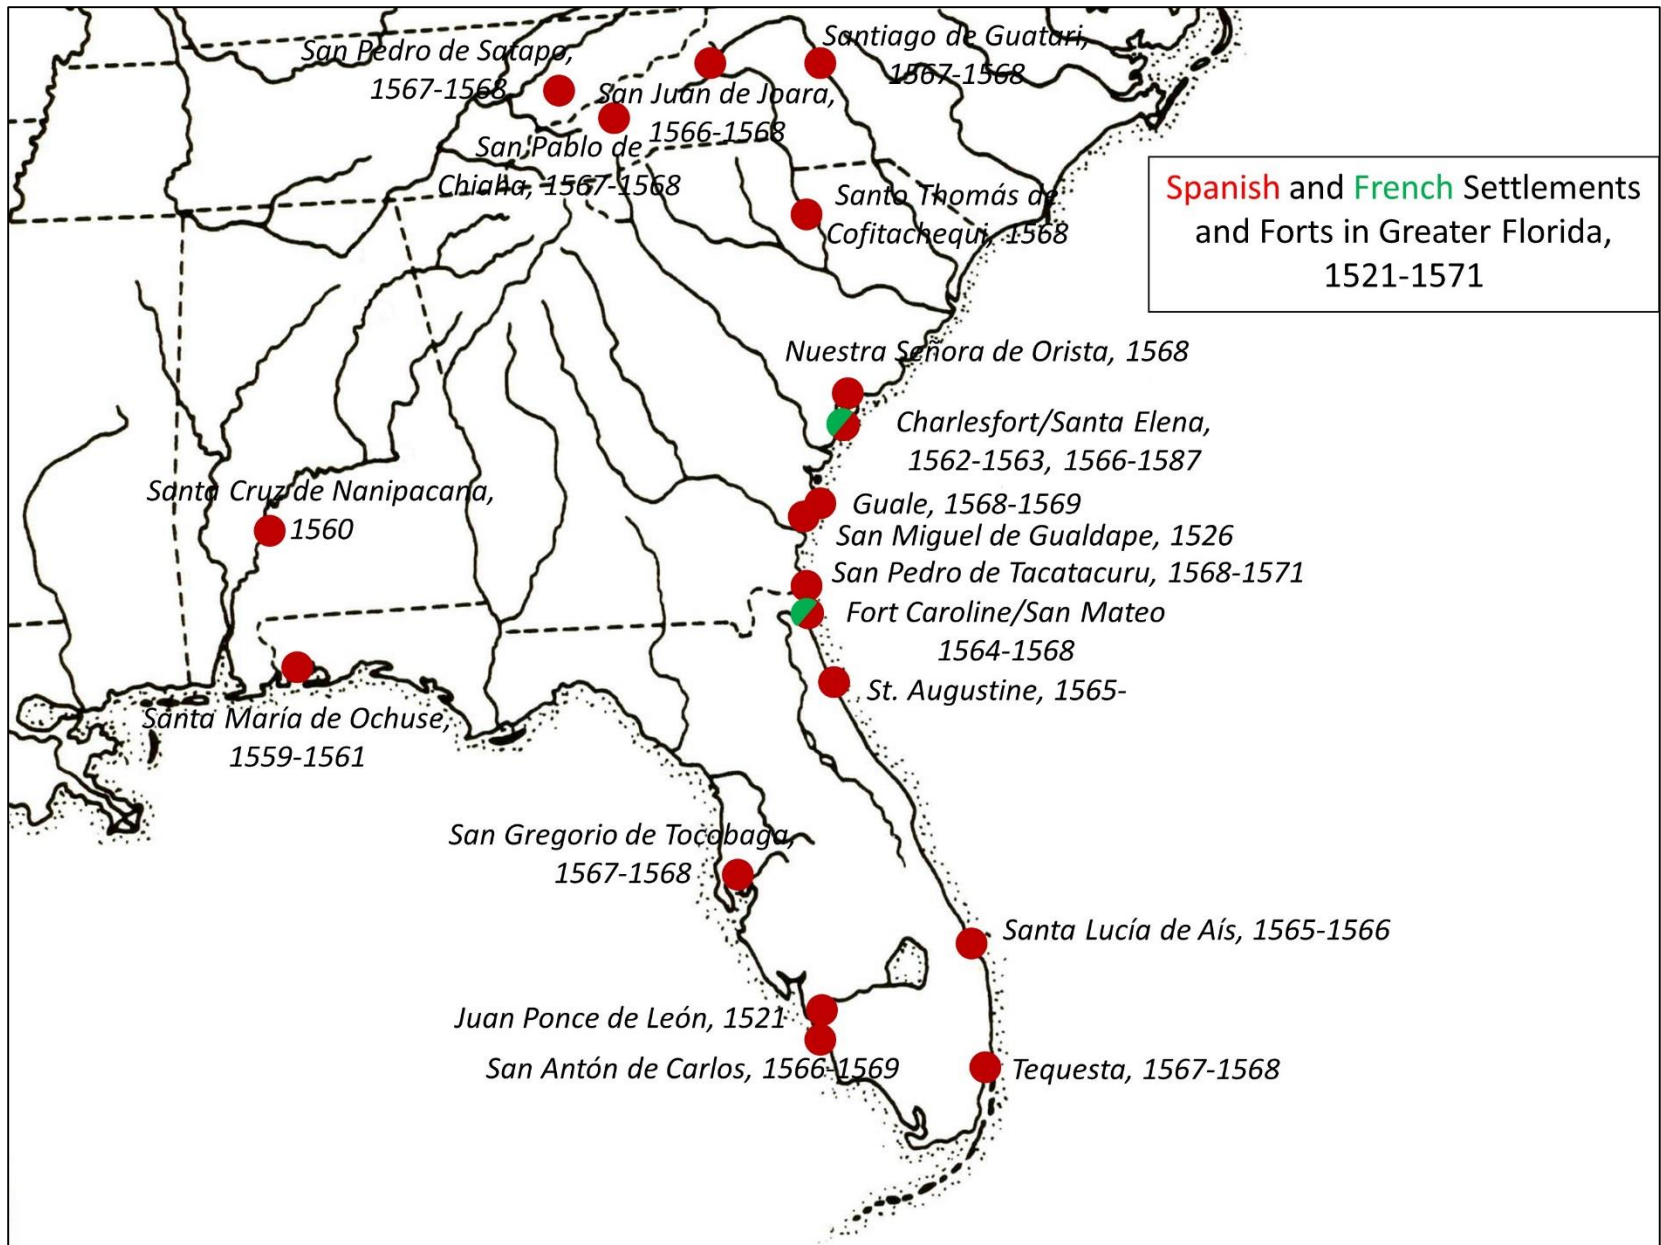 San Pedro de Satapo,
1567-1568
Santiago de Guatari,
1567-1568
San Juan de Joara,
1566-1568
San Pablo de
Chiaha, 1567-1568
Santo Thomás de
Cofitachequi, 1568
Spanish and French Settlements
and Forts in Greater Florida,
1521-1571
Nuestra Señora de Orista, 1568
Charlesfort/Santa Elena,
1562-1563, 1566-1587
Santa Cruz de Nanipacana,
1560
Guale, 1568-1569
San Miguel de Gualdape, 1526
San Pedro de Tacatacuru, 1568-1571
Fort Caroline/San Mateo
1564-1568
St. Augustine, 1565-
Santa María de Ochuse,
1559-1561
San Gregorio de Tocobaga,
1567-1568
Santa Lucía de Aís, 1565-1566
Juan Ponce de León, 1521
San Antón de Carlos, 1566-1569
Tequesta, 1567-1568